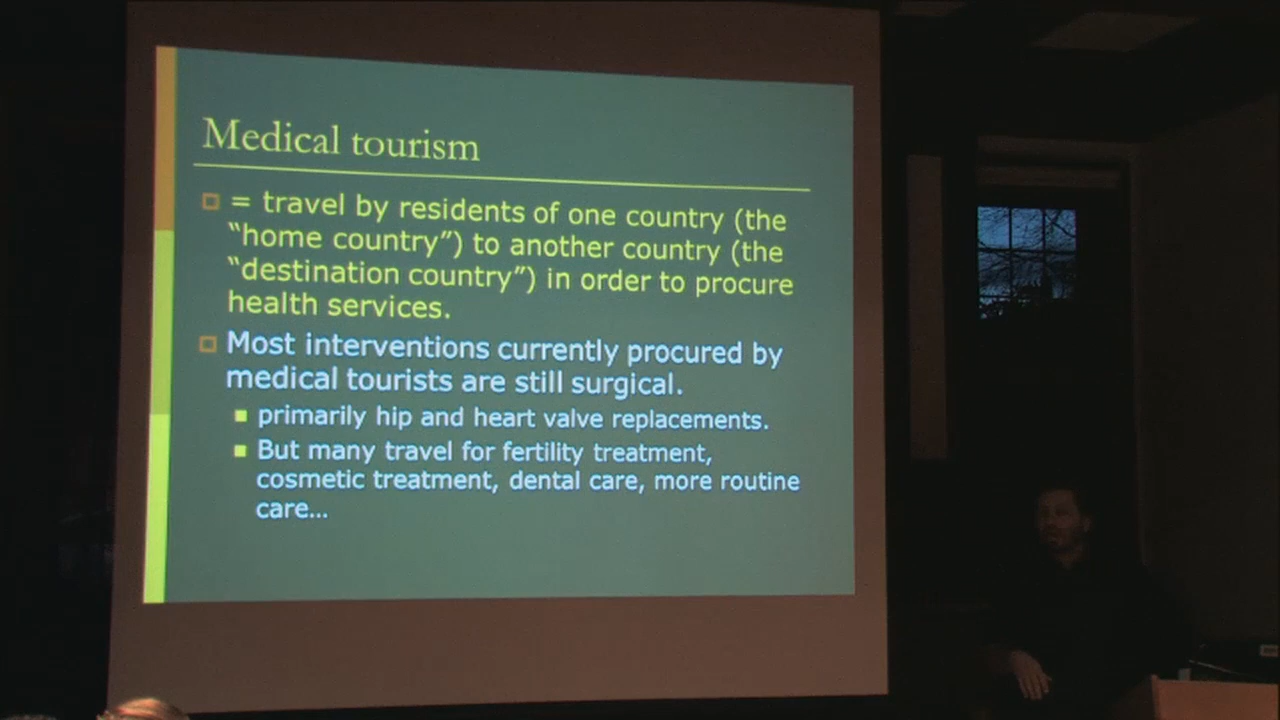 Medical tourism
= travel by residents of one country (the
“home country”) to another country (the
“destination country”) in order to procure
health services.
Most interventions currently procured by
medical tourists are still surgical.
primarily hip and heart valve replacements.
But many travel for fertility treatment,
cosmetic treatment, dental care, more routine
care...